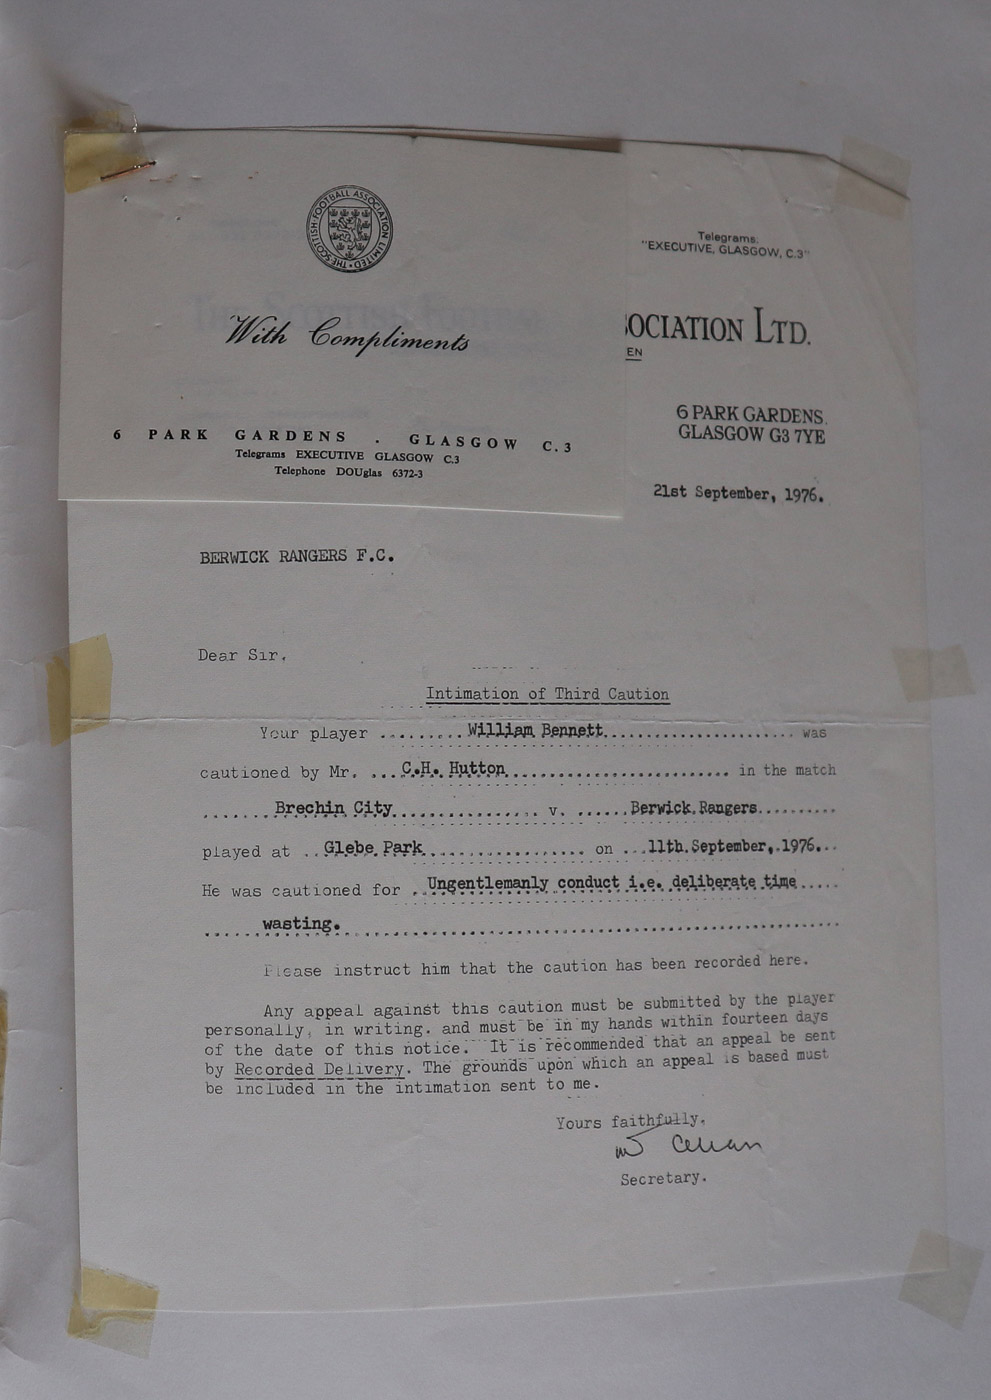 THE SCOTTISH FOOTBALL ASSOCIATION LIMITED
With Compliments
6 PARK GARDENS . GLASGOW C.3
Telegrams EXECUTIVE GLASGOW C.3
Telephone DOUglas 6372-3
Telegrams.
"EXECUTIVE, GLASGOW, C.3"
OCIATION LTD.
EN
6 PARK GARDENS.
GLASGOW G3 7YE
21st September, 1976.
BERWICK RANGERS F.C.
Dear Sir,
Intimation of Third Caution
Your player ......... William Bennett........................ was
cautioned by Mr. ....C.H. Hutton............................ in the match
.........Brechin City.................. v. ......Berwick Rangers..........
played at ..Glebe Park.................... on ...11th September, 1976...
He was cautioned for ..Ungentlemanly conduct i.e. deliberate time.....
.......wasting................................................................
Please instruct him that the caution has been recorded here.
Any appeal against this caution must be submitted by the player
personally, in writing. and must be in my hands within fourteen days
of the date of this notice. It is recommended that an appeal be sent
by Recorded Delivery. The grounds upon which an appeal is based must
be included in the intimation sent to me.
Yours faithfully,
Secretary.